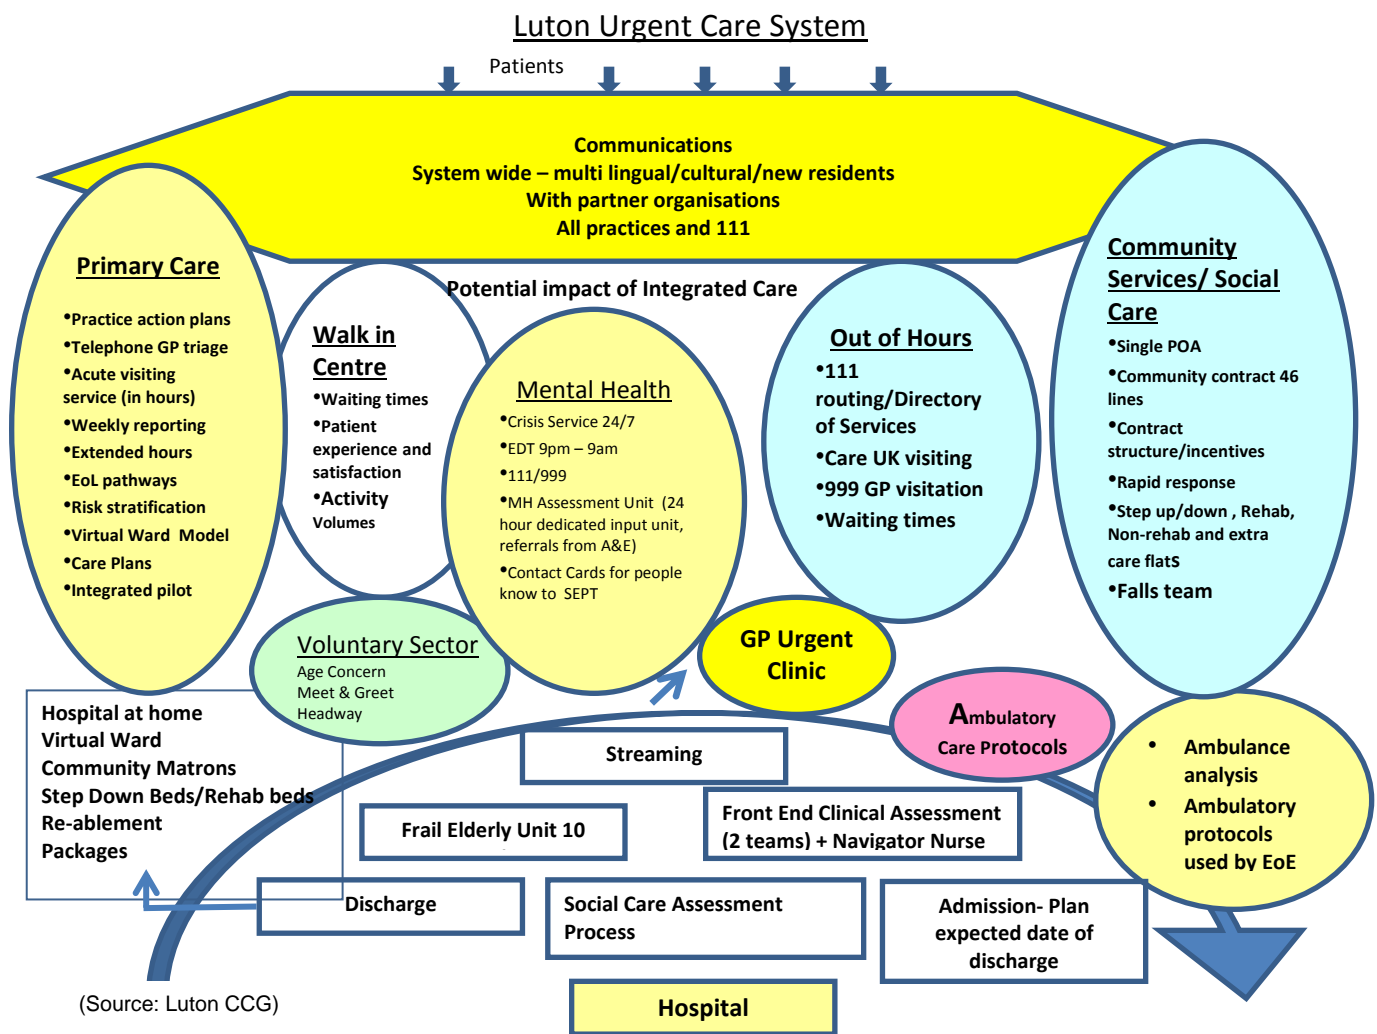 Luton Urgent Care System
Patients
Communications
System wide – multi lingual/cultural/new residents
With partner organisations
All practices and 111
Primary Care
•Practice action plans
•Telephone GP triage
•Acute visiting
service (in hours)
•Weekly reporting
•Extended hours
•EoL pathways
•Risk stratification
•Virtual Ward Model
•Care Plans
•Integrated pilot
Potential impact of Integrated Care
Walk in
Centre
•Waiting times
•Patient
experience and
satisfaction
•Activity
Volumes
Mental Health
•Crisis Service 24/7
•EDT 9pm – 9am
•111/999
•MH Assessment Unit (24
hour dedicated input unit,
referrals from A&E)
•Contact Cards for people
know to SEPT
Out of Hours
•111
routing/Directory
of Services
•Care UK visiting
•999 GP visitation
•Waiting times
Community
Services/ Social
Care
•Single POA
•Community contract 46
lines
•Contract
structure/incentives
•Rapid response
•Step up/down , Rehab,
Non-rehab and extra
care flats
•Falls team
Voluntary Sector
Age Concern
Meet & Greet
Headway
GP Urgent
Clinic
Ambulatory
Care Protocols
• Ambulance
analysis
• Ambulatory
protocols
used by EoE
Hospital at home
Virtual Ward
Community Matrons
Step Down Beds/Rehab beds
Re-ablement
Packages
Streaming
Frail Elderly Unit 10
Front End Clinical Assessment
(2 teams) + Navigator Nurse
Discharge
Social Care Assessment
Process
Admission- Plan
expected date of
discharge
Hospital
(Source: Luton CCG)